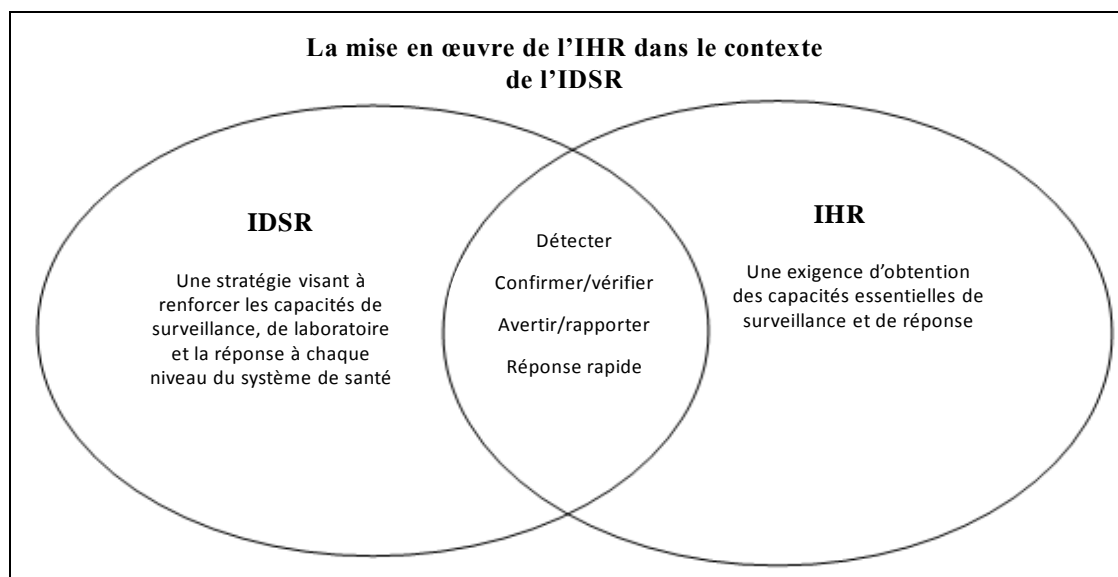 La mise en œuvre de l’IHR dans le contexte
de l’IDSR
IDSR
Une stratégie visant à
renforcer les capacités de
surveillance, de laboratoire
et la réponse à chaque
niveau du système de santé
Détecter
Confirmer/vérifier
Avertir/rapporter
Réponse rapide
IHR
Une exigence d’obtention
des capacités essentielles de
surveillance et de réponse